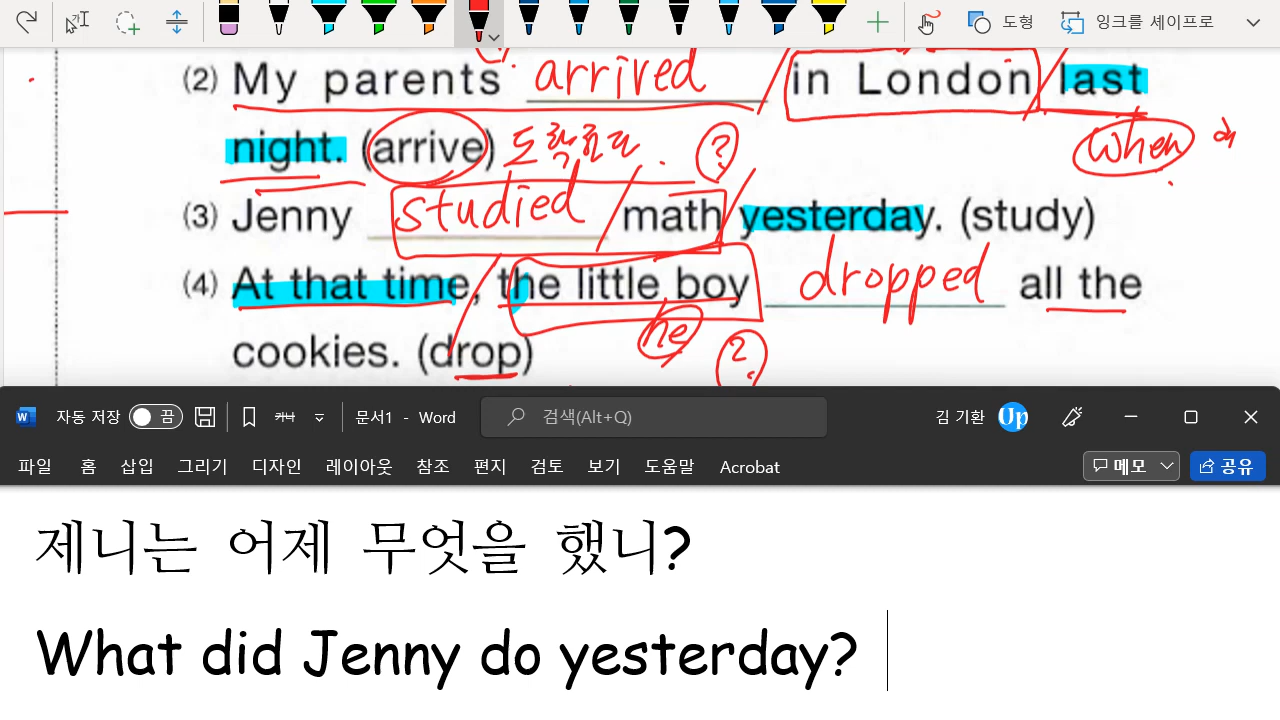 도형
잉크를 셰이프로
(2) My parents arrived in London last
night. (arrive) 도착하다. ?
When
(3) Jenny studied math yesterday. (study)
(4) At that time, the little boy dropped all the
he
?
cookies. (drop)
자동 저장 끔 가나 문서1 - Word 검색(Alt+Q) 김 기환 Up
파일 홈 삽입 그리기 디자인 레이아웃 참조 편지 검토 보기 도움말 Acrobat 메모 공유
제니는 어제 무엇을 했니?
What did Jenny do yesterday?